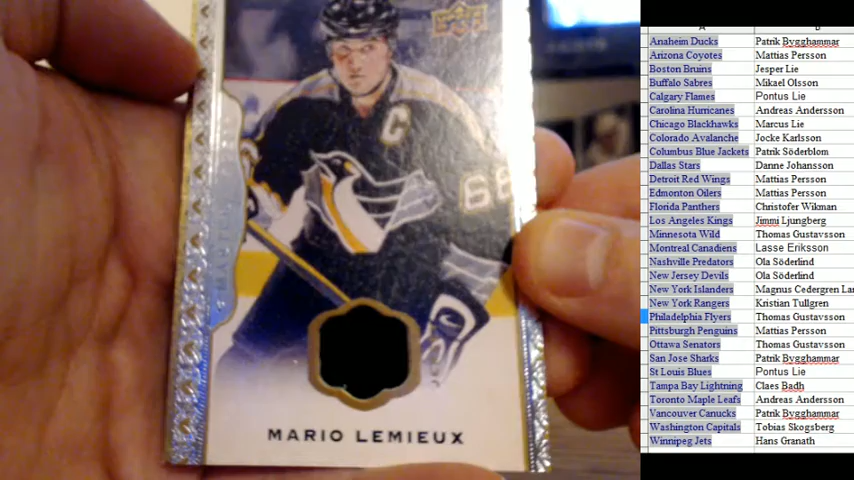 UPPER DECK
C
66
MARIO LEMIEUX
A B
Anaheim Ducks Patrik Bygghammar
Arizona Coyotes Mattias Persson
Boston Bruins Jesper Lie
Buffalo Sabres Mikael Olsson
Calgary Flames Pontus Lie
Carolina Hurricanes Andreas Andersson
Chicago Blackhawks Marcus Lie
Colorado Avalanche Jocke Karlsson
Columbus Blue Jackets Patrik Söderblom
Dallas Stars Danne Johansson
Detroit Red Wings Mattias Persson
Edmonton Oilers Mattias Persson
Florida Panthers Christofer Wikman
Los Angeles Kings Jimmi Ljungberg
Minnesota Wild Thomas Gustavsson
Montreal Canadiens Lasse Eriksson
Nashville Predators Ola Söderlind
New Jersey Devils Ola Söderlind
New York Islanders Magnus Cedergren Lar
New York Rangers Kristian Tullgren
Philadelphia Flyers Thomas Gustavsson
Pittsburgh Penguins Mattias Persson
Ottawa Senators Thomas Gustavsson
San Jose Sharks Patrik Bygghammar
St Louis Blues Pontus Lie
Tampa Bay Lightning Claes Badh
Toronto Maple Leafs Andreas Andersson
Vancouver Canucks Patrik Bygghammar
Washington Capitals Tobias Skogsberg
Winnipeg Jets Hans Granath